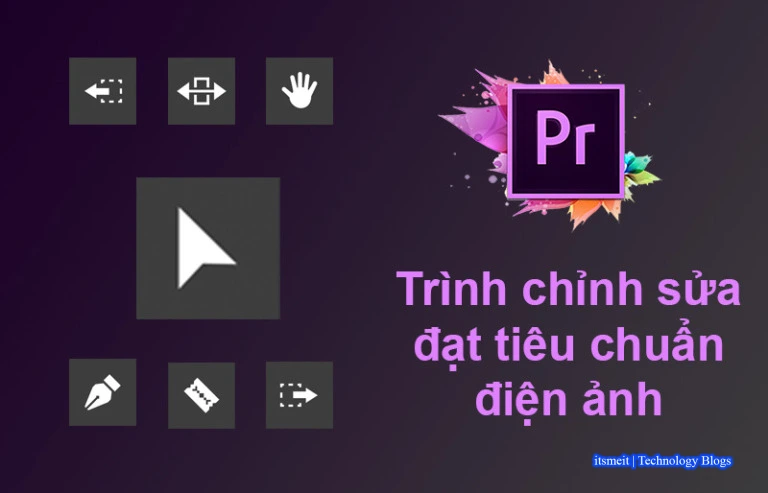 Pr
Trình chỉnh sửa
đạt tiêu chuẩn
điện ảnh
itsmeit | Technology Blogs